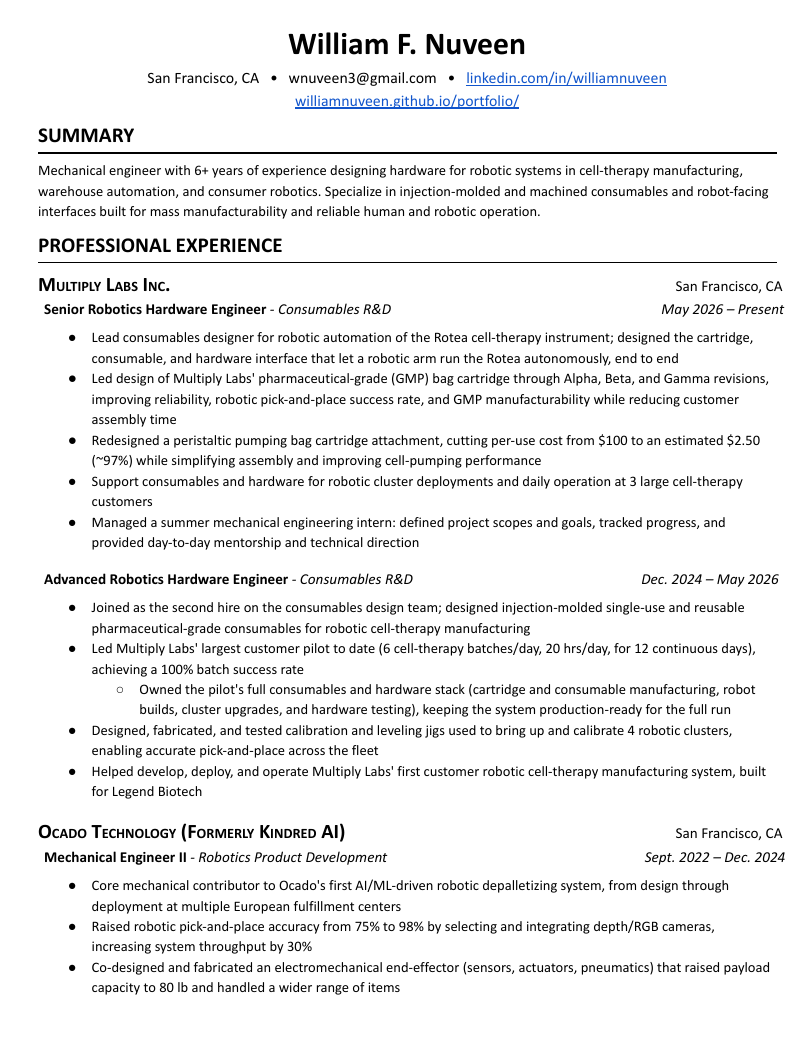 William F. Nuveen
San Francisco, CA • wnuveen3@gmail.com • linkedin.com/in/williamnuveen
williamnuveen.github.io/portfolio/
SUMMARY
Mechanical engineer with 6+ years of experience designing hardware for robotic systems in cell-therapy manufacturing,
warehouse automation, and consumer robotics. Specialize in injection-molded and machined consumables and robot-facing
interfaces built for mass manufacturability and reliable human and robotic operation.
PROFESSIONAL EXPERIENCE
Multiply Labs Inc. San Francisco, CA
Senior Robotics Hardware Engineer - Consumables R&D May 2026 – Present
● Lead consumables designer for robotic automation of the Rotea cell-therapy instrument; designed the cartridge,
consumable, and hardware interface that let a robotic arm run the Rotea autonomously, end to end
● Led design of Multiply Labs' pharmaceutical-grade (GMP) bag cartridge through Alpha, Beta, and Gamma revisions,
improving reliability, robotic pick-and-place success rate, and GMP manufacturability while reducing customer
assembly time
● Redesigned a peristaltic pumping bag cartridge attachment, cutting per-use cost from $100 to an estimated $2.50
(~97%) while simplifying assembly and improving cell-pumping performance
● Support consumables and hardware for robotic cluster deployments and daily operation at 3 large cell-therapy
customers
● Managed a summer mechanical engineering intern: defined project scopes and goals, tracked progress, and
provided day-to-day mentorship and technical direction
Advanced Robotics Hardware Engineer - Consumables R&D Dec. 2024 – May 2026
● Joined as the second hire on the consumables design team; designed injection-molded single-use and reusable
pharmaceutical-grade consumables for robotic cell-therapy manufacturing
● Led Multiply Labs' largest customer pilot to date (6 cell-therapy batches/day, 20 hrs/day, for 12 continuous days),
achieving a 100% batch success rate
○ Owned the pilot's full consumables and hardware stack (cartridge and consumable manufacturing, robot
builds, cluster upgrades, and hardware testing), keeping the system production-ready for the full run
● Designed, fabricated, and tested calibration and leveling jigs used to bring up and calibrate 4 robotic clusters,
enabling accurate pick-and-place across the fleet
● Helped develop, deploy, and operate Multiply Labs' first customer robotic cell-therapy manufacturing system, built
for Legend Biotech
Ocado Technology (Formerly Kindred AI) San Francisco, CA
Mechanical Engineer II - Robotics Product Development Sept. 2022 – Dec. 2024
● Core mechanical contributor to Ocado's first AI/ML-driven robotic depalletizing system, from design through
deployment at multiple European fulfillment centers
● Raised robotic pick-and-place accuracy from 75% to 98% by selecting and integrating depth/RGB cameras,
increasing system throughput by 30%
● Co-designed and fabricated an electromechanical end-effector (sensors, actuators, pneumatics) that raised payload
capacity to 80 lb and handled a wider range of items